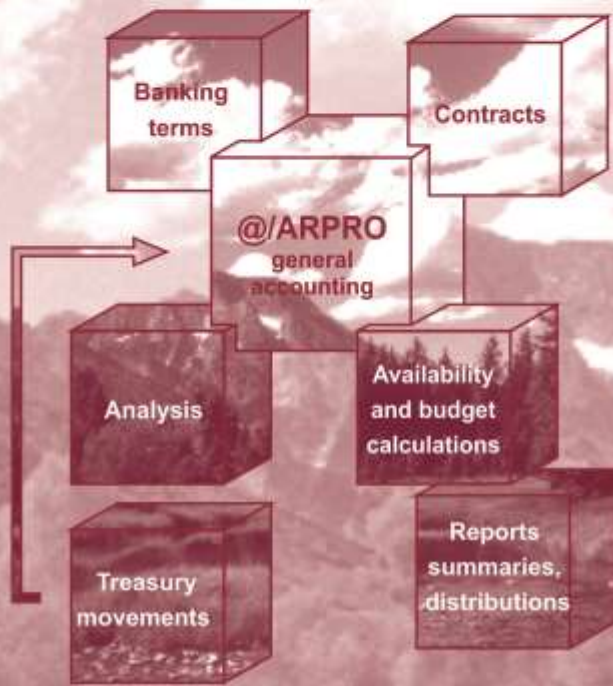 Banking
terms
Contracts
@/ARPRO
general
accounting
Analysis
Availability
and budget
calculations
Treasury
movements
Reports
summaries,
distributions